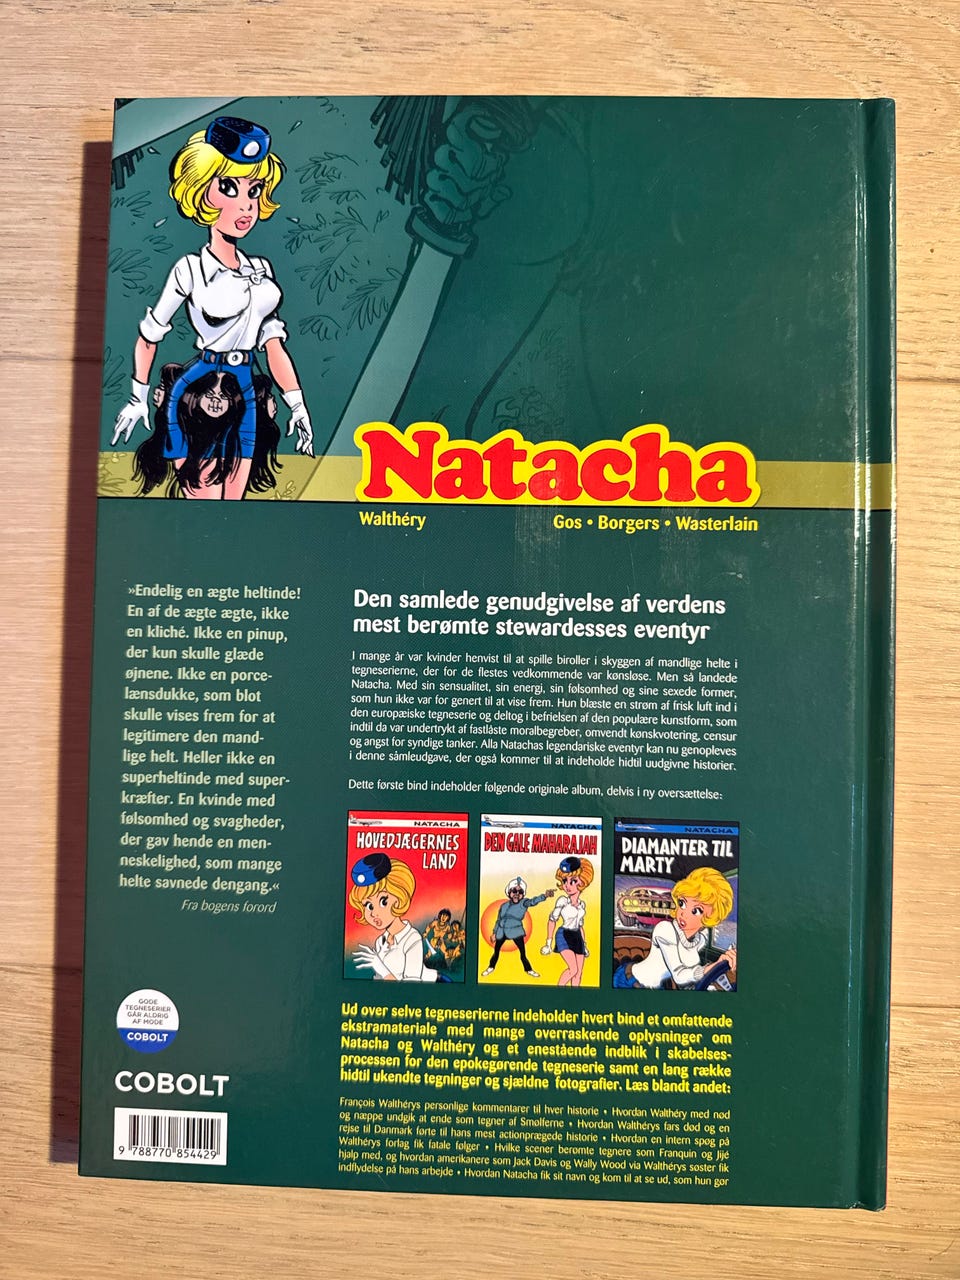 Natacha
Walthéry
Gos • Borgers • Wasterlain
»Endelig en ægte heltinde!
En af de ægte ægte, ikke
en kliché. Ikke en pinup,
der kun skulle glæde
øjnene. Ikke en porce-
lænsdukke, som blot
skulle vises frem for at
legitimere den mand-
lige helt. Heller ikke en
superheltinde med super-
kræfter. En kvinde med
følsomhed og svagheder,
der gav hende en men-
neskelighed, som mange
helte savnede dengang.«
Fra bogens forord
Den samlede genudgivelse af verdens
mest berømte stewardesses eventyr
I mange år var kvinder henvist til at spille biroller i skyggen af mandlige helte i
tegneserierne, der for de flestes vedkommende var kønsløse. Men så landede
Natacha. Med sin sensualitet, sin energi, sin følsomhed og sine sexede former,
som hun ikke var for genert til at vise frem. Hun blæste en strøm af frisk luft ind i
den europæiske tegneserie og deltog i befrielsen af den populære kunstform, som
indtil da var undertrykt af fastlåste moralbegreber, omvendt kønskvotering, censur
og angst for syndige tanker. Alla Natachas legendariske eventyr kan nu genopleves
i denne samleudgave, der også kommer til at indeholde hidtil uudgivne historier.
Dette første bind indeholder følgende originale album, delvis i ny oversættelse:
NATACHA
HOVEDJÆGERNES
LAND
NATACHA
DEN GALE MAHARAJAH
NATACHA
DIAMANTER TIL
MARTY
Ud over selve tegneserierne indeholder hvert bind et omfattende
ekstramateriale med mange overraskende oplysninger om
Natacha og Walthéry og et enestående indblik i skabelses-
processen for den epokegørende tegneserie samt en lang række
hidtil ukendte tegninger og sjældne fotografier. Læs blandt andet:
François Walthérys personlige kommentarer til hver historie • Hvordan Walthéry med nød
og næppe undgik at ende som tegner af Smølferne • Hvordan Walthérys fars død og en
rejse til Danmark førte til hans mest actionprægede historie • Hvordan en intern spøg på
Walthérys forlag fik fatale følger • Hvilke scener berømte tegnere som Franquin og Jijé
hjalp med, og hvordan amerikanere som Jack Davis og Wally Wood via Walthérys søster fik
indflydelse på hans arbejde • Hvordan Natacha fik sit navn og kom til at se ud, som hun gør
GODE
TEGNESERIER
GÅR ALDRIG
AF MODE
COBOLT
COBOLT
9 788770 854429